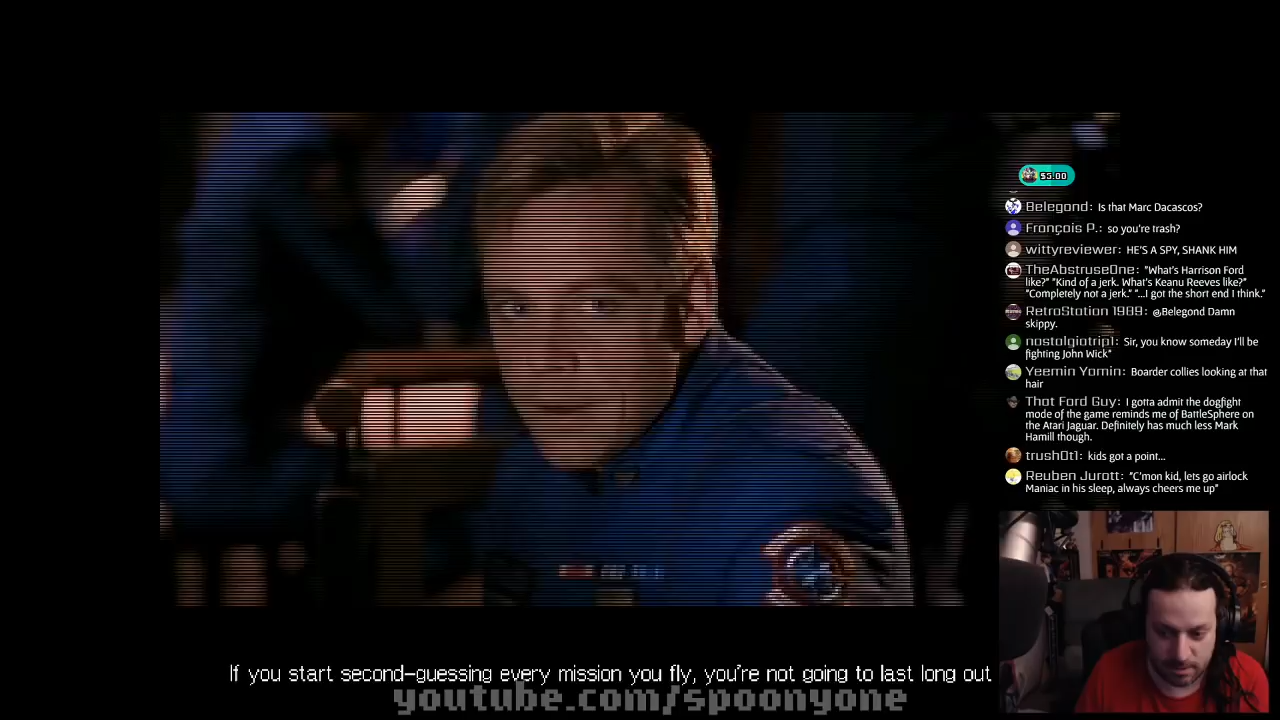 $5.00
Belegond: Is that Marc Dacascos?
François P.: so you're trash?
wittyreviewer: HE'S A SPY, SHANK HIM
TheAbstruseOne: "What's Harrison Ford
like?" "Kind of a jerk. What's Keanu Reeves like?"
"Completely not a jerk." "...I got the short end I think."
RetroStation 1989: @Belegond Damn
skippy.
nostalgiatrip1: Sir, you know someday I'll be
fighting John Wick"
Yeemin Yomin: Boarder collies looking at that
hair
That Ford Guy: I gotta admit the dogfight
mode of the game reminds me of BattleSphere on
the Atari Jaguar. Definitely has much less Mark
Hamill though.
trush0t1: kids got a point...
Reuben Jurott: "C'mon kid, lets go airlock
Maniac in his sleep, always cheers me up"
If you start second-guessing every mission you fly, you're not going to last long out
youtube.com/spoonyone